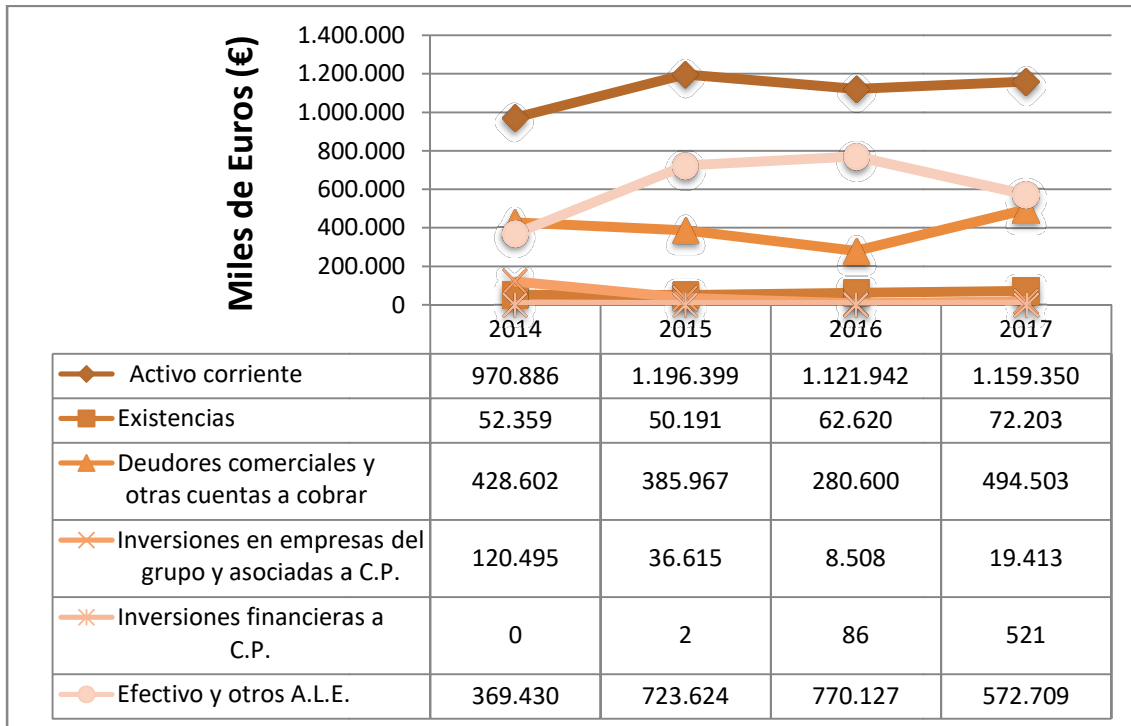 Miles de Euros (€)
1.400.000
1.200.000
1.000.000
800.000
600.000
400.000
200.000
0
2014 2015 2016 2017
Activo corriente 970.886 1.196.399 1.121.942 1.159.350
Existencias 52.359 50.191 62.620 72.203
Deudores comerciales y
otras cuentas a cobrar 428.602 385.967 280.600 494.503
Inversiones en empresas del
grupo y asociadas a C.P. 120.495 36.615 8.508 19.413
Inversiones financieras a
C.P. 0 2 86 521
Efectivo y otros A.L.E. 369.430 723.624 770.127 572.709